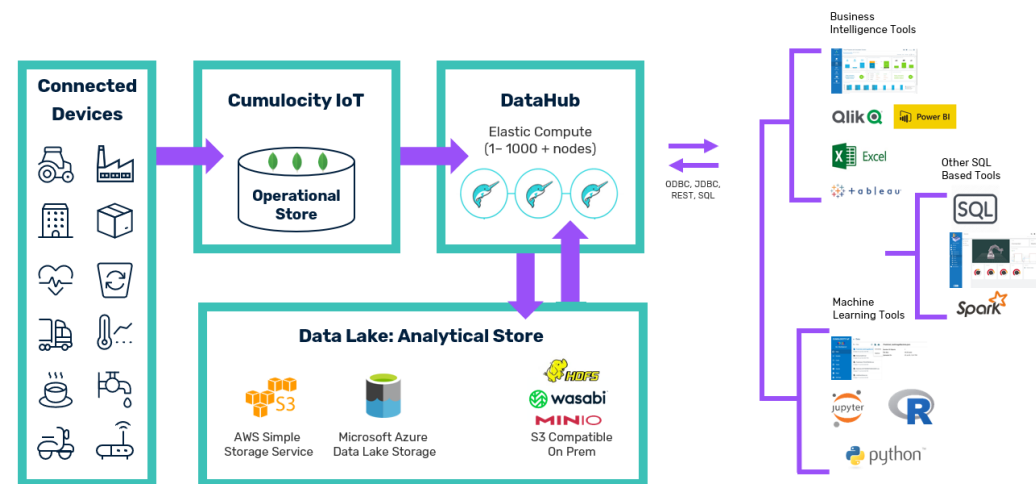 Connected
Devices
Cumulocity IoT
Operational
Store
DataHub
Elastic Compute
(1– 1000 + nodes)
ODBC, JDBC,
REST, SQL
Data Lake: Analytical Store
S3
AWS Simple
Storage Service
Microsoft Azure
Data Lake Storage
HDFS
wasabi
MINIO
S3 Compatible
On Prem
Business
Intelligence Tools
Qlik
Power BI
Excel
+ableau
Other SQL
Based Tools
SQL
Spark
Machine
Learning Tools
jupyter
R
python